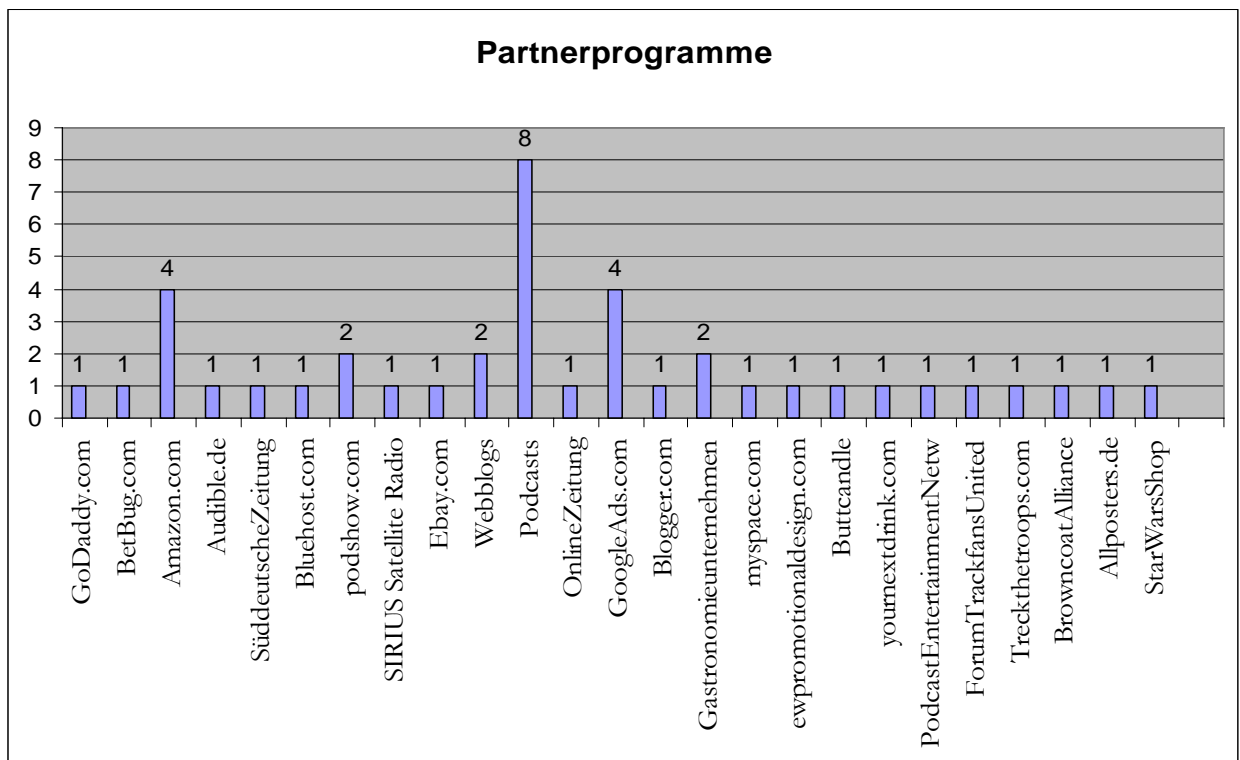 Partnerprogramme
9
8
7
6
5
4
3
2
1
0
1
1
4
1
1
1
2
1
1
2
8
1
4
1
2
1
1
1
1
1
1
1
1
1
1
GoDaddy.com
BetBug.com
Amazon.com
Audible.de
SüddeutscheZeitung
Bluehost.com
podshow.com
SIRIUS Satellite Radio
Ebay.com
Webblogs
Podcasts
OnlineZeitung
GoogleAds.com
Blogger.com
Gastronomieunternehmen
myspace.com
ewpromotionaldesign.com
Buttcandle
yournextdrink.com
PodcastEntertainmentNetw
ForumTrackfansUnited
Treckthetroops.com
BrowncoatAlliance
Allposters.de
StarWarsShop